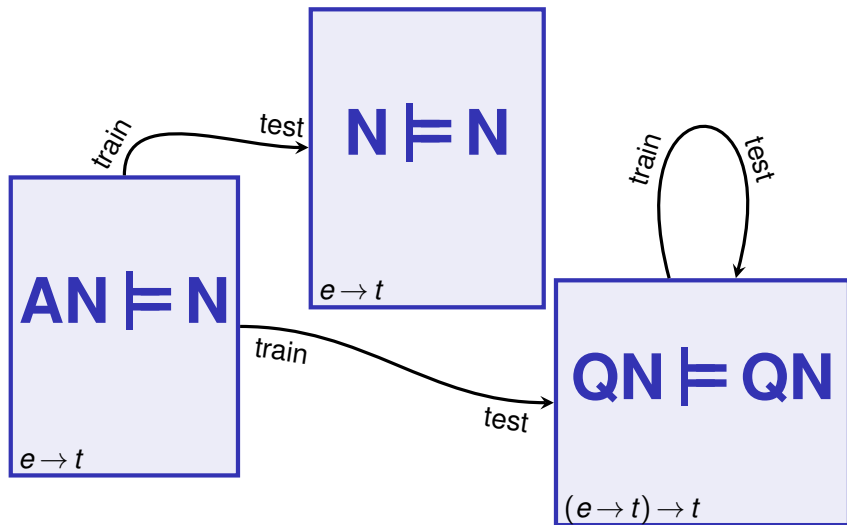 N ⊨ N
e → t
train
test
AN ⊨ N
e → t
train
test
train
test
QN ⊨ QN
(e → t) → t